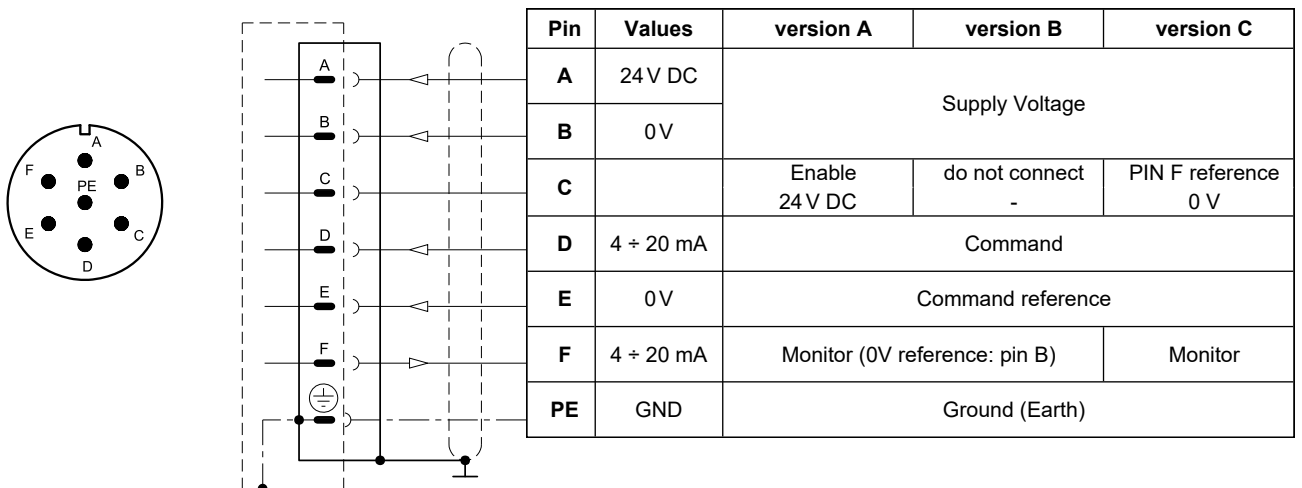 A
B
C
D
E
F
PE
A
B
C
D
E
F
Pin Values version A version B version C
A 24 V DC Supply Voltage
B 0 V
C Enable do not connect PIN F reference
24 V DC - 0 V
D 4 ÷ 20 mA Command
E 0 V Command reference
F 4 ÷ 20 mA Monitor (0V reference: pin B) Monitor
PE GND Ground (Earth)